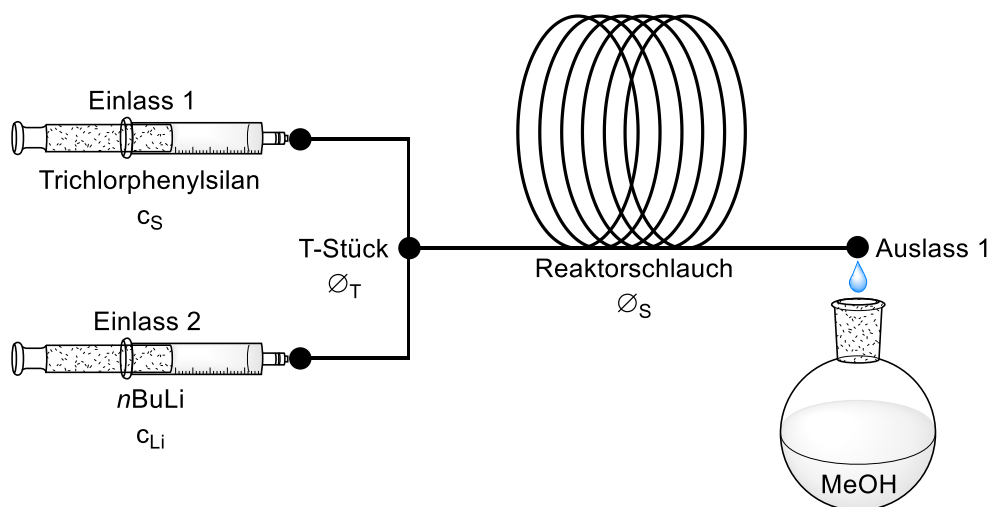 Einlass 1
Trichlorphenylsilan
cS
T-Stück
∅T
Einlass 2
nBuLi
cLi
Reaktorschlauch
∅S
Auslass 1
MeOH